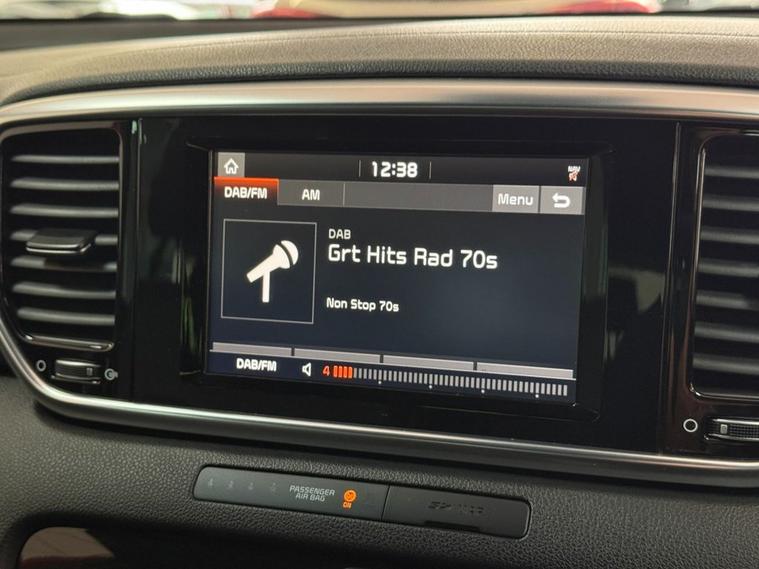 12:38
NAV
DAB/FM
AM
Menu
DAB
Grt Hits Rad 70s
Non Stop 70s
DAB/FM
4
PASSENGER
AIR BAG
ON